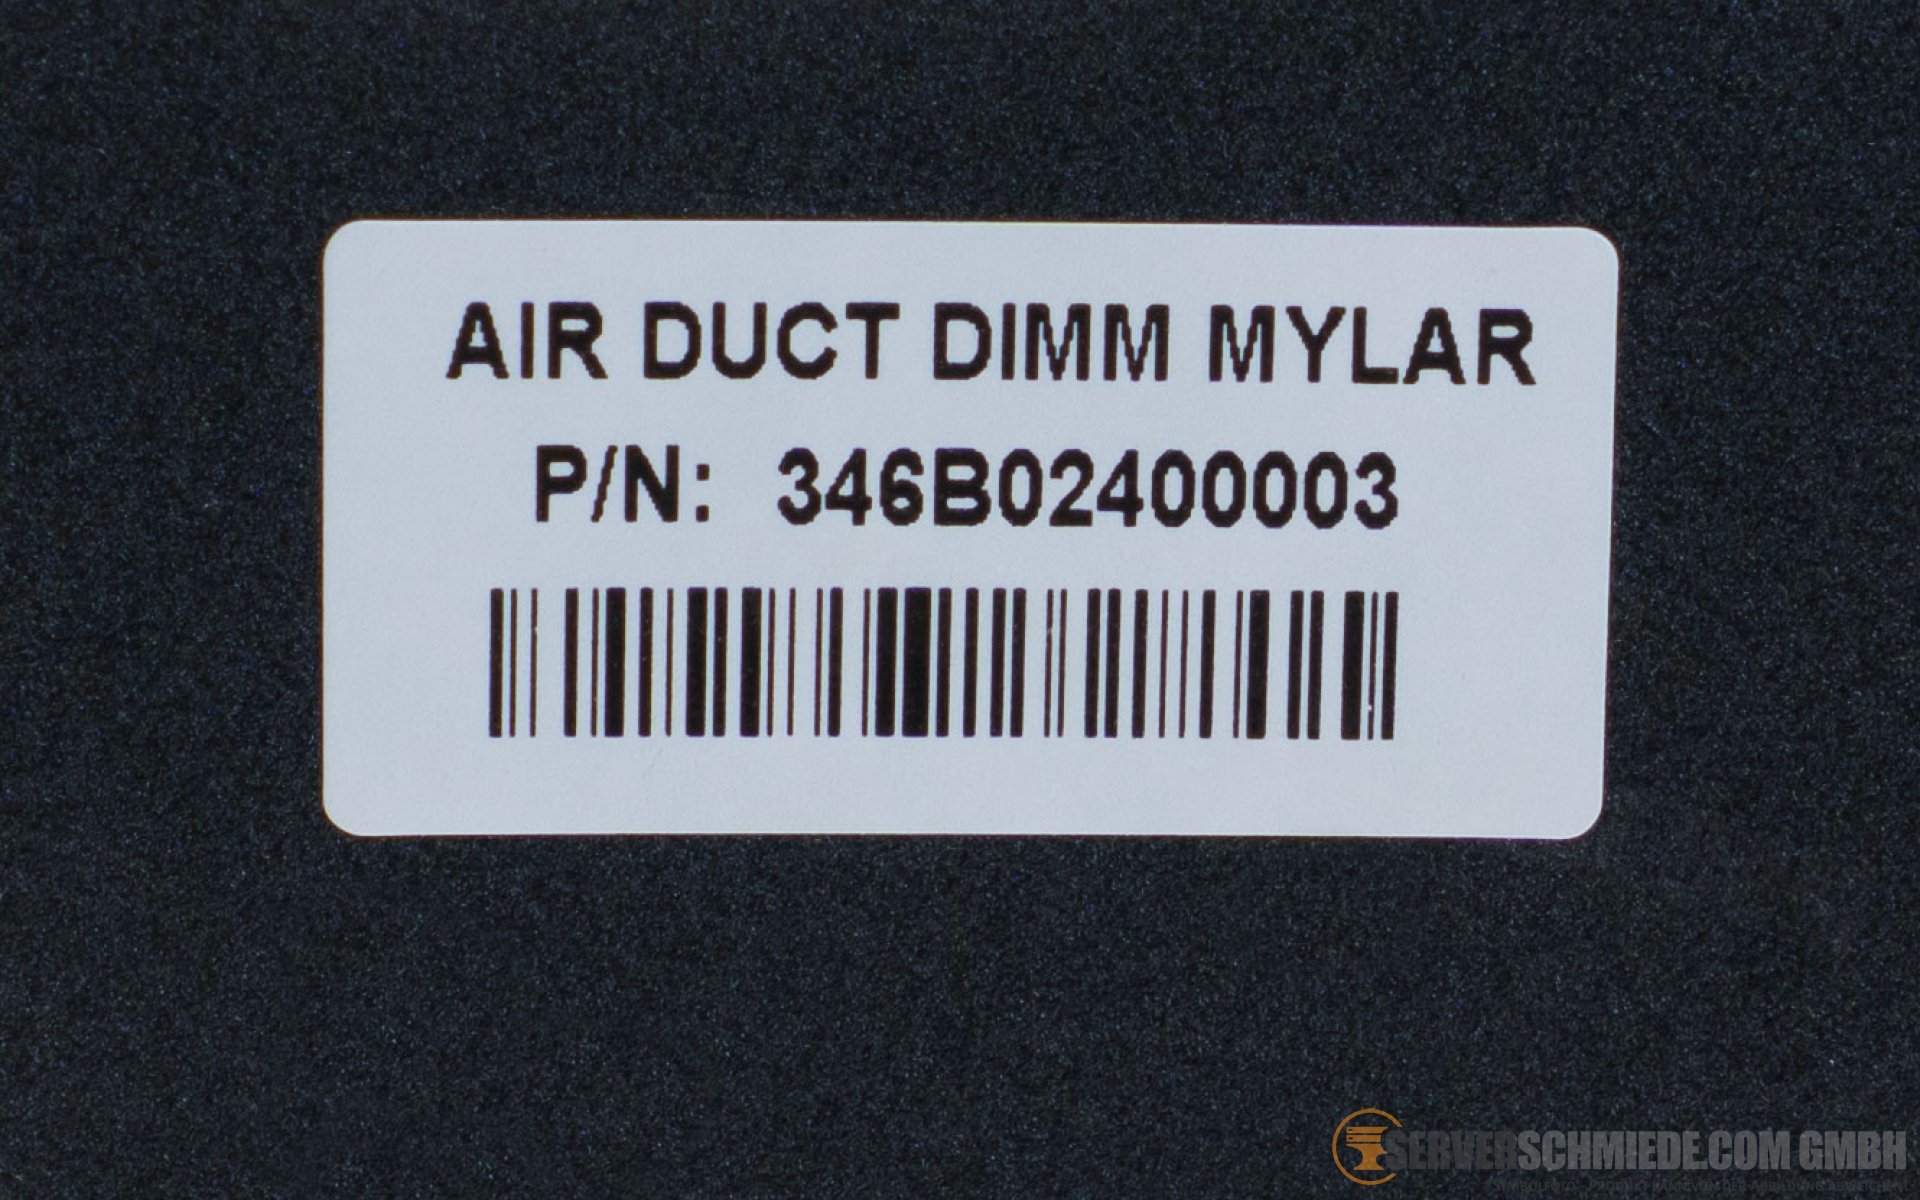 AIR DUCT DIMM MYLAR
P/N: 346B02400003
SERVERSCHMIEDE.COM GMBH